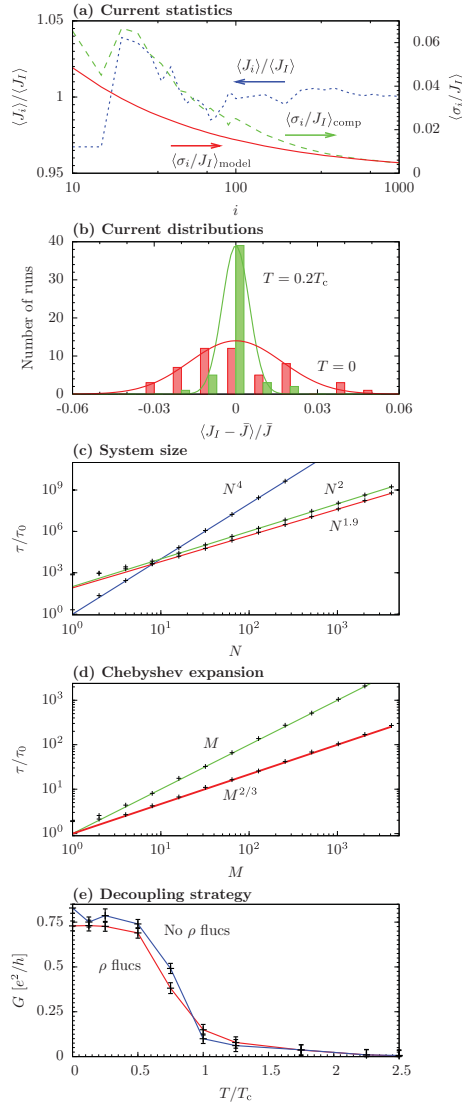 (a) Current statistics
⟨J_i⟩/⟨J_I⟩
1.05
1
0.95
0.06
0.04
0.02
0
⟨σ_i/J_I⟩
⟨J_i⟩/⟨J_I⟩
⟨σ_i/J_I⟩comp
⟨σ_i/J_I⟩model
10 100 1000
i
(b) Current distributions
Number of runs
40
30
20
10
0
T = 0.2T_c
T = 0
-0.06 -0.03 0 0.03 0.06
⟨J_I − J̄⟩/J̄
(c) System size
τ/τ_0
10^9
10^6
10^3
10^0
N^4
N^2
N^1.9
10^0 10^1 10^2 10^3
N
(d) Chebyshev expansion
τ/τ_0
10^3
10^2
10^1
10^0
M
M^2/3
10^0 10^1 10^2 10^3
M
(e) Decoupling strategy
G [e^2/h]
0.75
0.5
0.25
0
No ρ flucs
ρ flucs
0 0.5 1 1.5 2 2.5
T/T_c